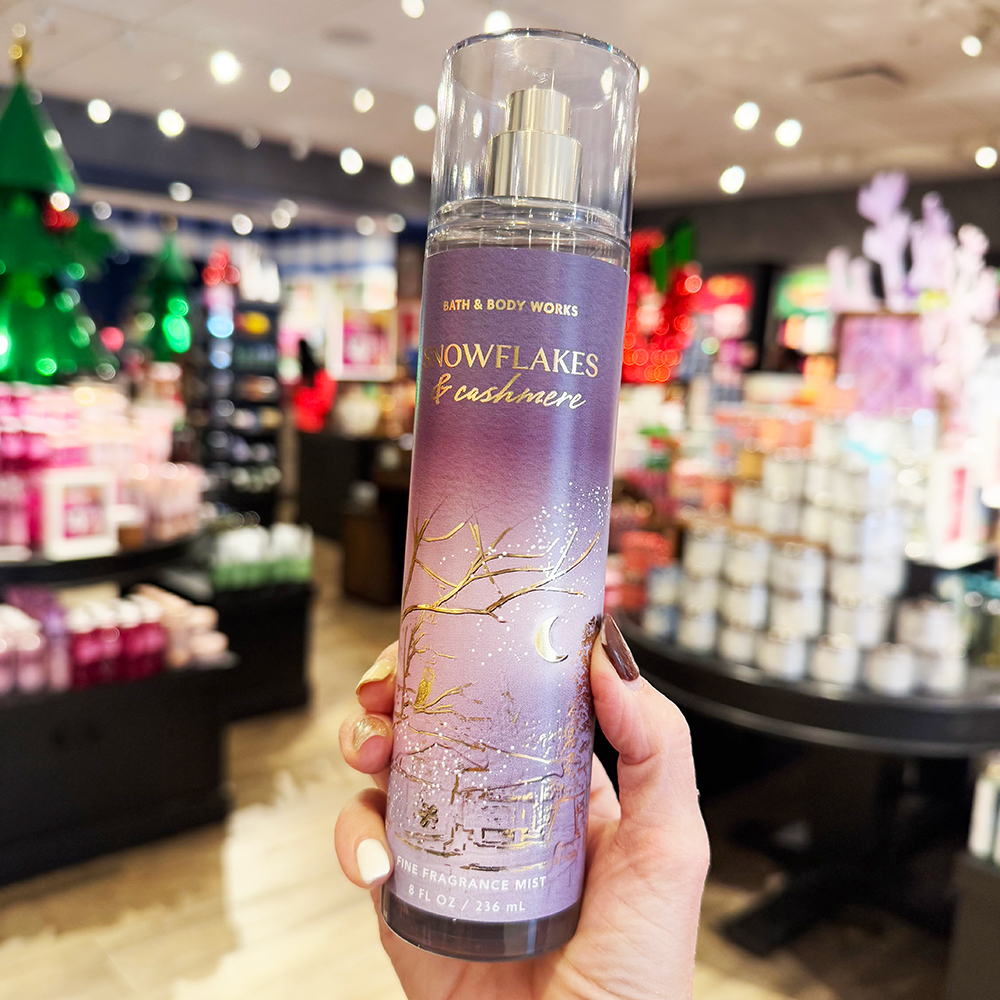 BATH & BODY WORKS
SNOWFLAKES
& cashmere
FINE FRAGRANCE MIST
8 FL OZ / 236 mL